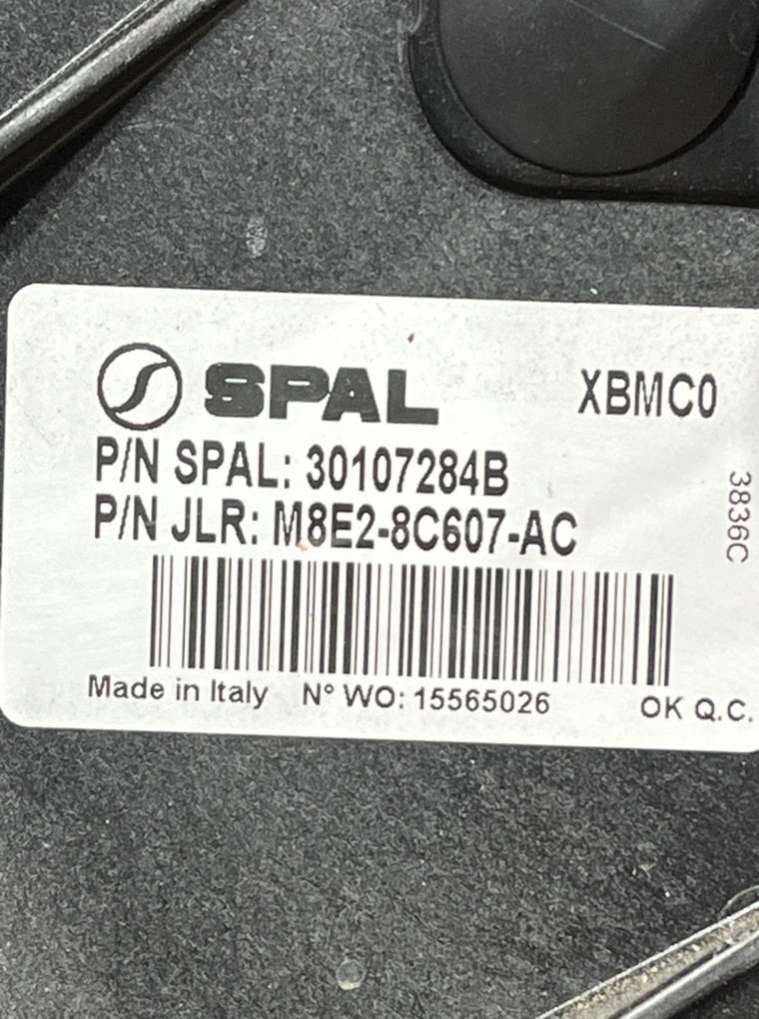 SPAL XBMC0
P/N SPAL: 30107284B
P/N JLR: M8E2-8C607-AC
3836C
Made in Italy N° WO: 15565026 OK Q.C.